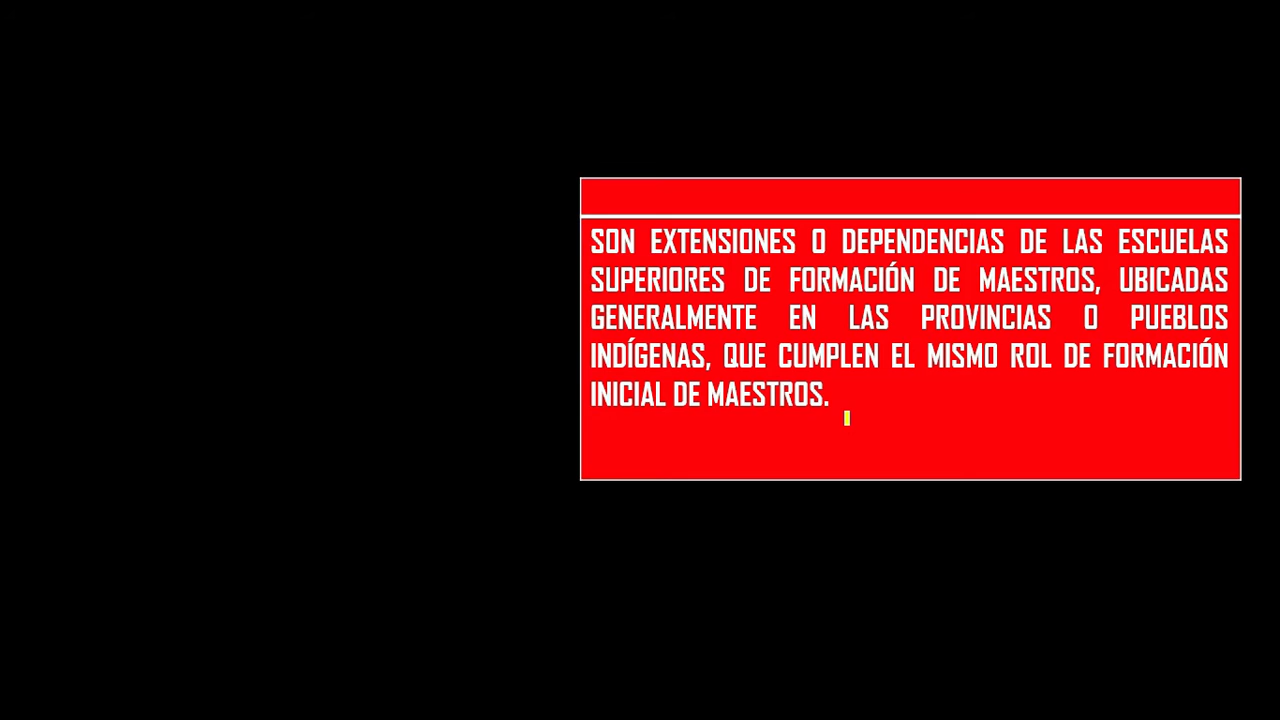 SON EXTENSIONES O DEPENDENCIAS DE LAS ESCUELAS
SUPERIORES DE FORMACIÓN DE MAESTROS, UBICADAS
GENERALMENTE EN LAS PROVINCIAS O PUEBLOS
INDÍGENAS, QUE CUMPLEN EL MISMO ROL DE FORMACIÓN
INICIAL DE MAESTROS.